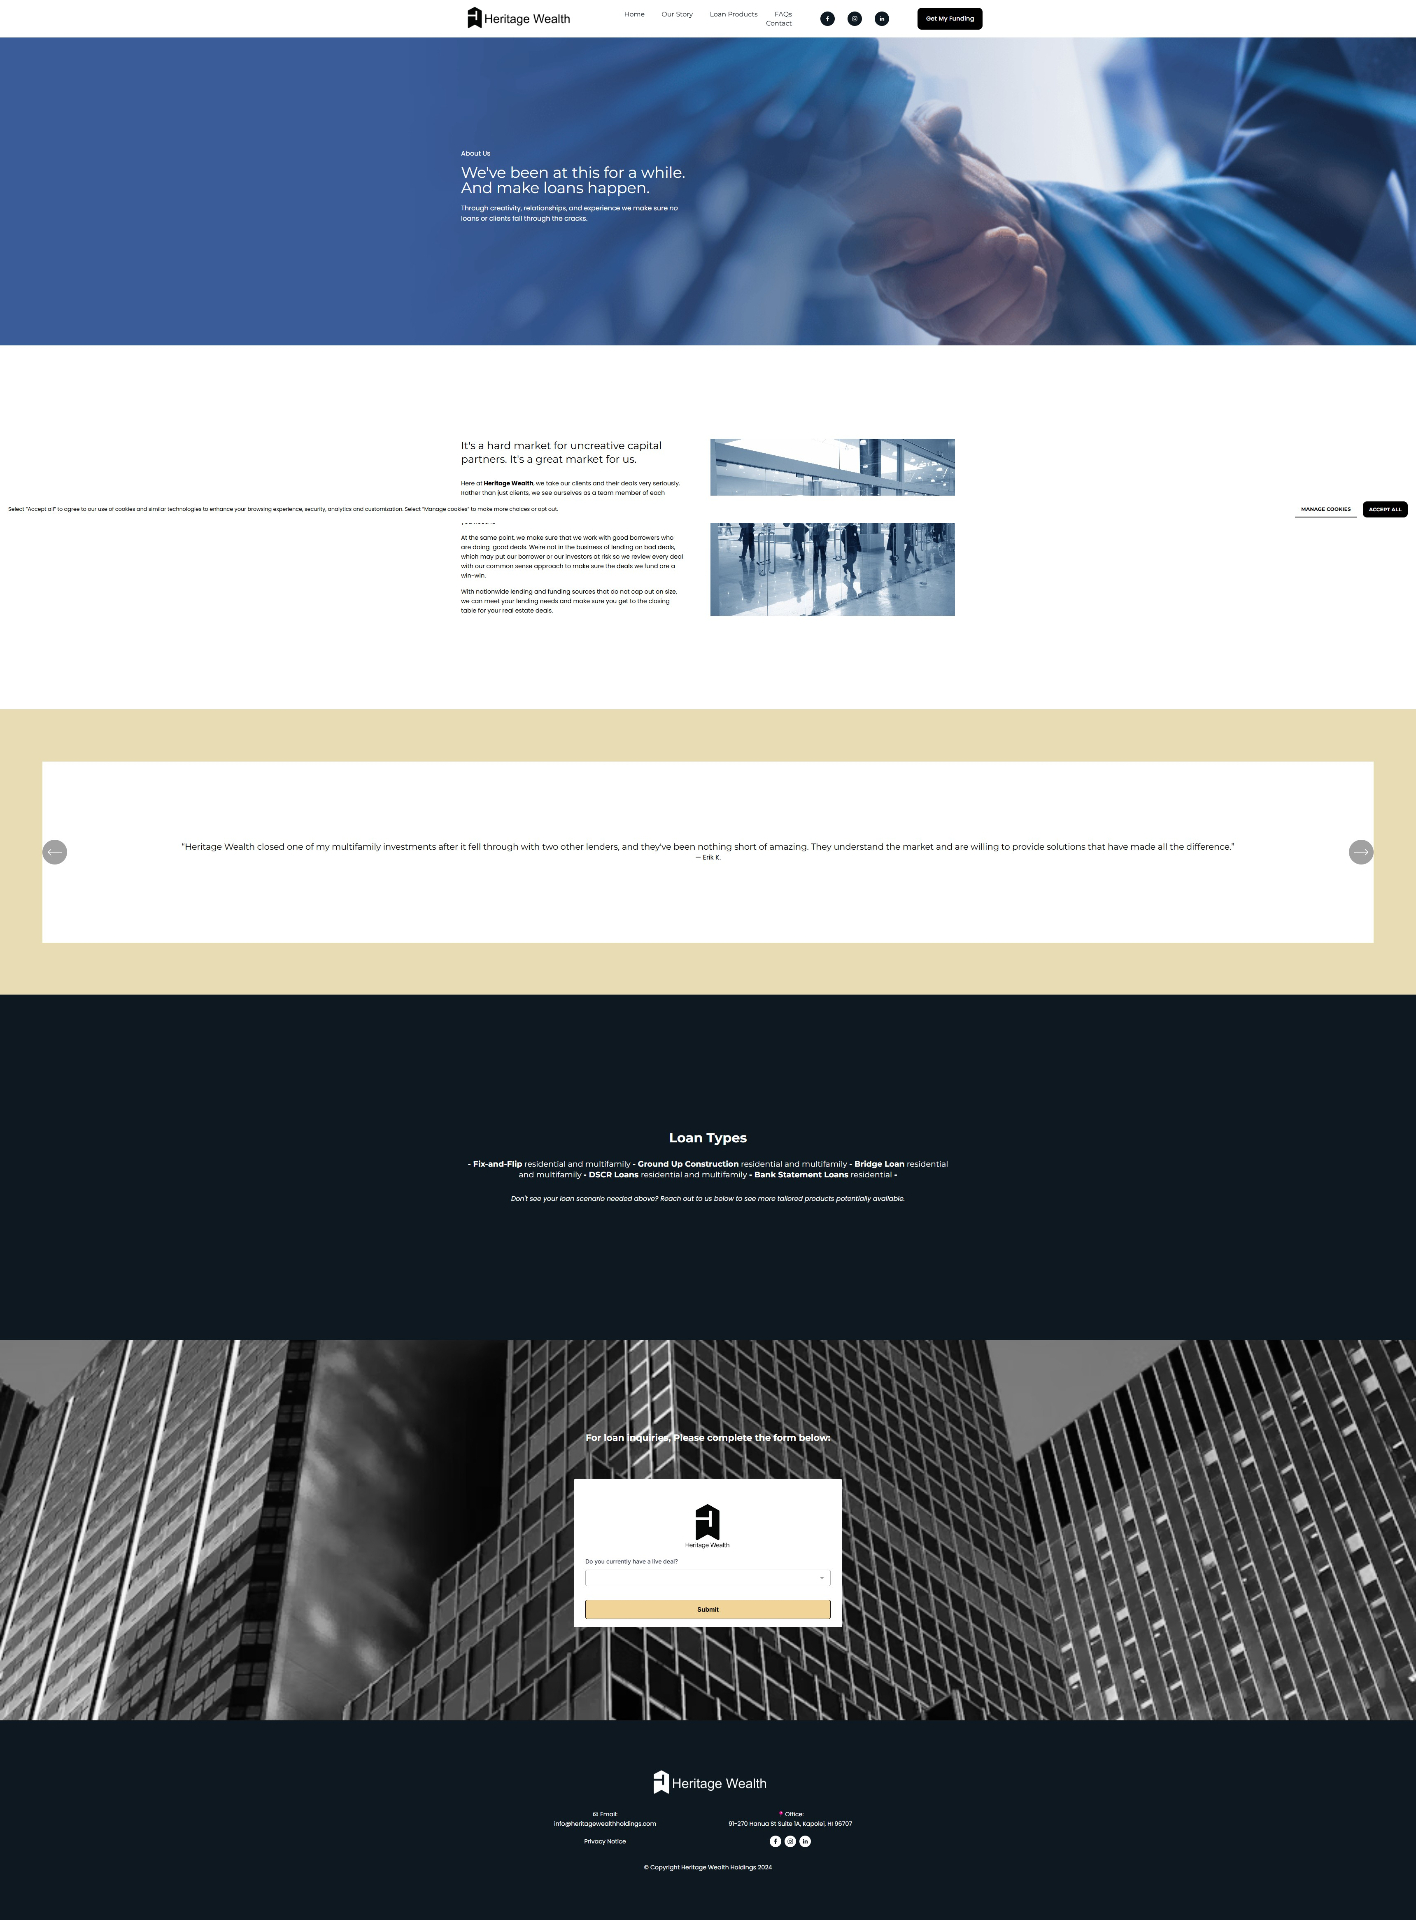 Heritage Wealth
Home
Our Story
Loan Products
FAQs
Contact
Get My Funding
About Us
We've been at this for a while.
And make loans happen.
Through creativity, relationships, and experience we make sure no
loans or clients fall through the cracks.
It's a hard market for uncreative capital
partners. It's a great market for us.
Here at Heritage Wealth, we take our clients and their deals very seriously.
Rather than just clients, we see ourselves as a team member of each
Select "Accept all" to agree to our use of cookies and similar technologies to enhance your browsing experience, security, analytics and customization. Select "Manage cookies" to make more choices or opt out.
MANAGE COOKIES
ACCEPT ALL
At the same point, we make sure that we work with good borrowers who
are doing good deals. We're not in the business of lending on bad deals,
which may put our borrower or our investors at risk so we review every deal
with our common sense approach to make sure the deals we fund are a
win-win.
With nationwide lending and funding sources that do not cap out on size,
we can meet your lending needs and make sure you get to the closing
table for your real estate deals.
"Heritage Wealth closed one of my multifamily investments after it fell through with two other lenders, and they've been nothing short of amazing. They understand the market and are willing to provide solutions that have made all the difference."
— Erik K.
Loan Types
- Fix-and-Flip residential and multifamily - Ground Up Construction residential and multifamily - Bridge Loan residential
and multifamily - DSCR Loans residential and multifamily - Bank Statement Loans residential -
Don't see your loan scenario needed above? Reach out to us below to see more tailored products potentially available.
For loan inquiries, Please complete the form below:
Heritage Wealth
Do you currently have a live deal?
Submit
Heritage Wealth
✉ Email:
info@heritagewealthholdings.com
📍 Office:
91-270 Hanua St Suite 1A, Kapolei, HI 96707
Privacy Notice
© Copyright Heritage Wealth Holdings 2024